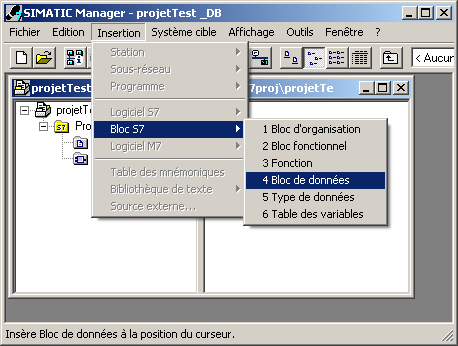 SIMATIC Manager - projetTest _DB
Fichier Edition Insertion Système cible Affichage Outils Fenêtre ?
< Aucun
projetTest
7proj\projetTe
projetT
Pro
Station
Sous-réseau
Programme
Logiciel S7
Bloc S7
Logiciel M7
Table des mnémoniques
Bibliothèque de texte
Source externe...
1 Bloc d'organisation
2 Bloc fonctionnel
3 Fonction
4 Bloc de données
5 Type de données
6 Table des variables
Insère Bloc de données à la position du curseur.